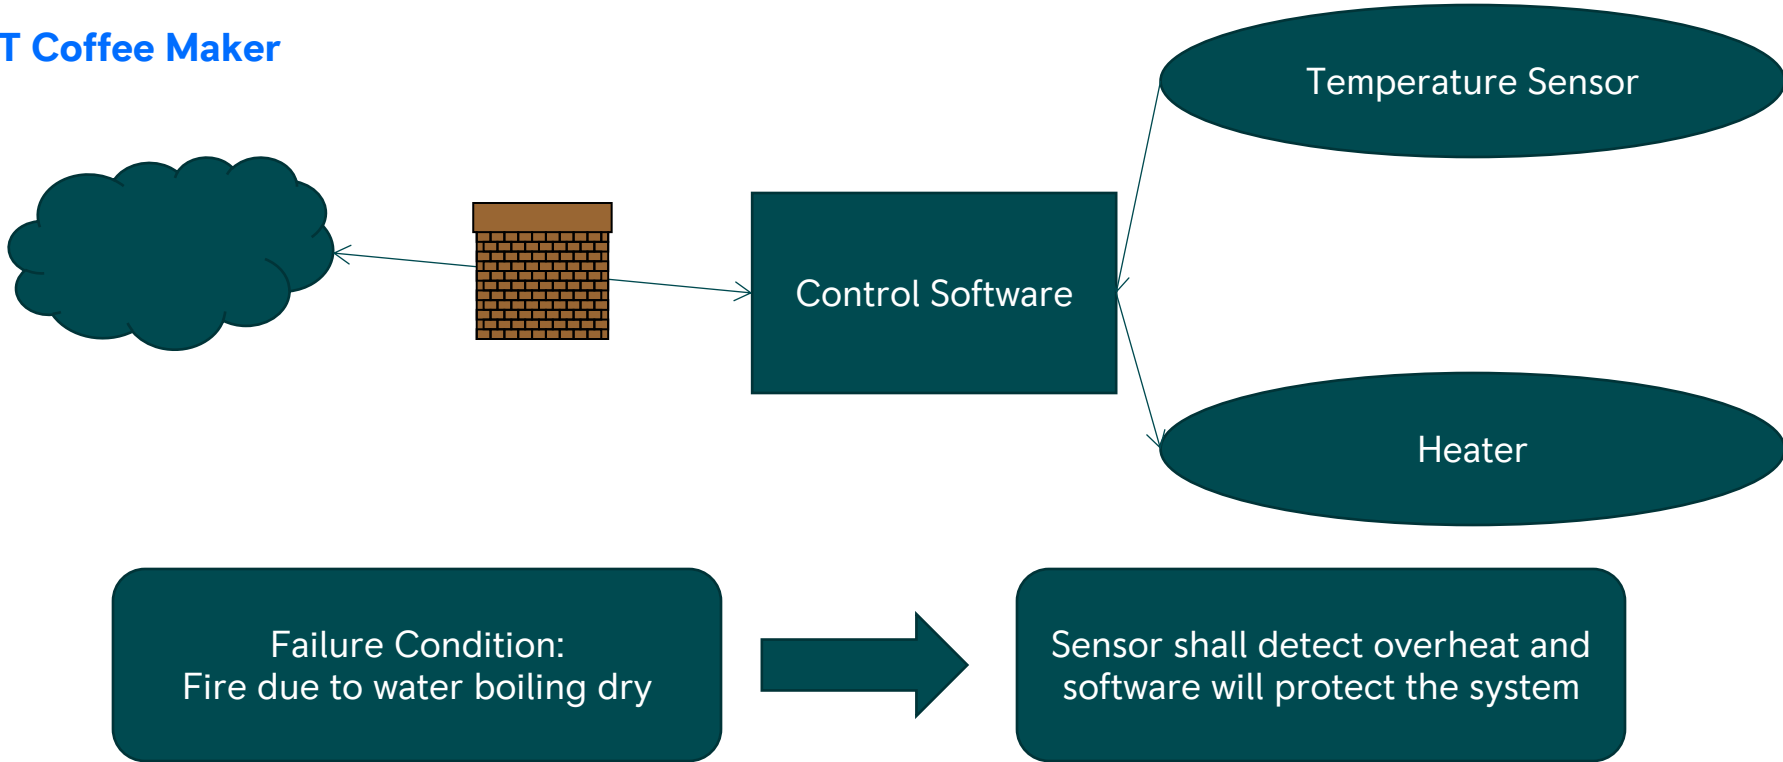 T Coffee Maker
Temperature Sensor
Control Software
Heater
Failure Condition:
Fire due to water boiling dry
Sensor shall detect overheat and
software will protect the system